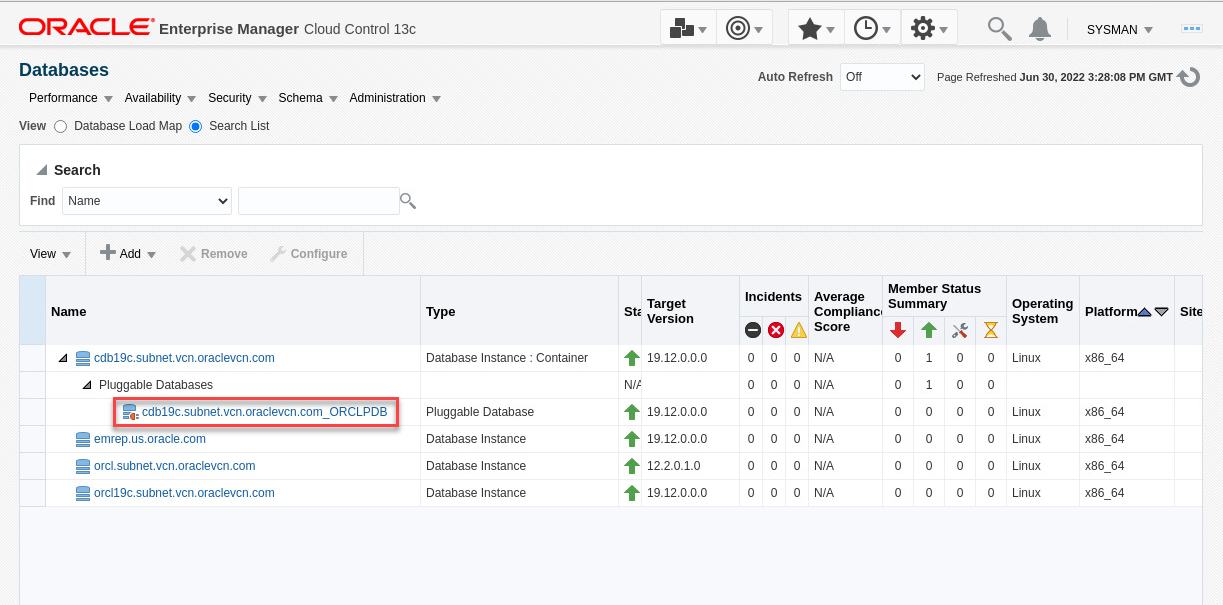 ORACLE® Enterprise Manager Cloud Control 13c SYSMAN
Databases
Auto Refresh Off Page Refreshed Jun 30, 2022 3:28:08 PM GMT
Performance Availability Security Schema Administration
View Database Load Map Search List
Search
Find Name
View Add Remove Configure
Name Type Sta Target Version Incidents Average Compliance Score Member Status Summary Operating System Platform Site
cdb19c.subnet.vcn.oraclevcn.com Database Instance : Container 19.12.0.0.0 0 0 0 N/A 0 1 0 0 Linux x86_64
Pluggable Databases N/A 0 0 0 N/A 0 1 0 0
cdb19c.subnet.vcn.oraclevcn.com_ORCLPDB Pluggable Database 19.12.0.0.0 0 0 0 N/A 0 0 0 0 Linux x86_64
emrep.us.oracle.com Database Instance 19.12.0.0.0 0 0 0 N/A 0 0 0 0 Linux x86_64
orcl.subnet.vcn.oraclevcn.com Database Instance 12.2.0.1.0 0 0 0 N/A 0 0 0 0 Linux x86_64
orcl19c.subnet.vcn.oraclevcn.com Database Instance 19.12.0.0.0 0 0 0 N/A 0 0 0 0 Linux x86_64